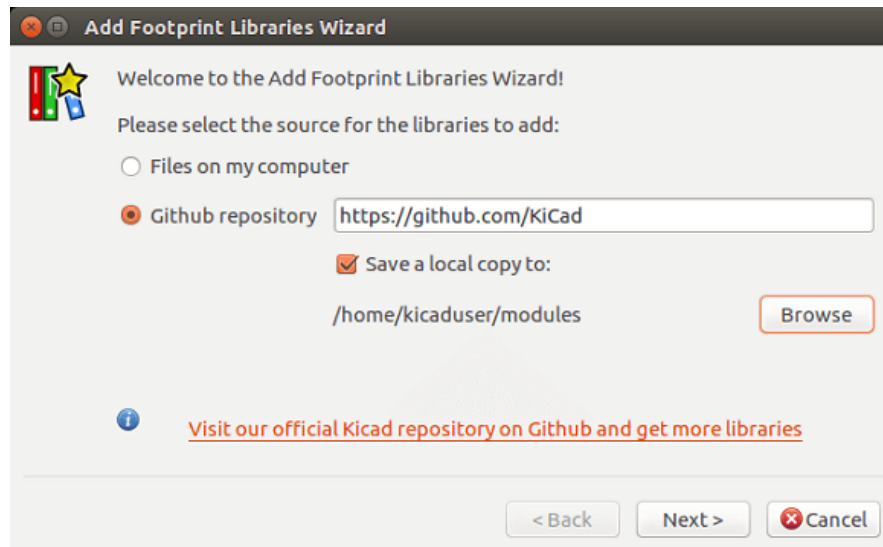 Add Footprint Libraries Wizard
Welcome to the Add Footprint Libraries Wizard!
Please select the source for the libraries to add:
Files on my computer
Github repository https://github.com/KiCad
Save a local copy to:
/home/kicaduser/modules Browse
Visit our official Kicad repository on Github and get more libraries
< Back Next > Cancel